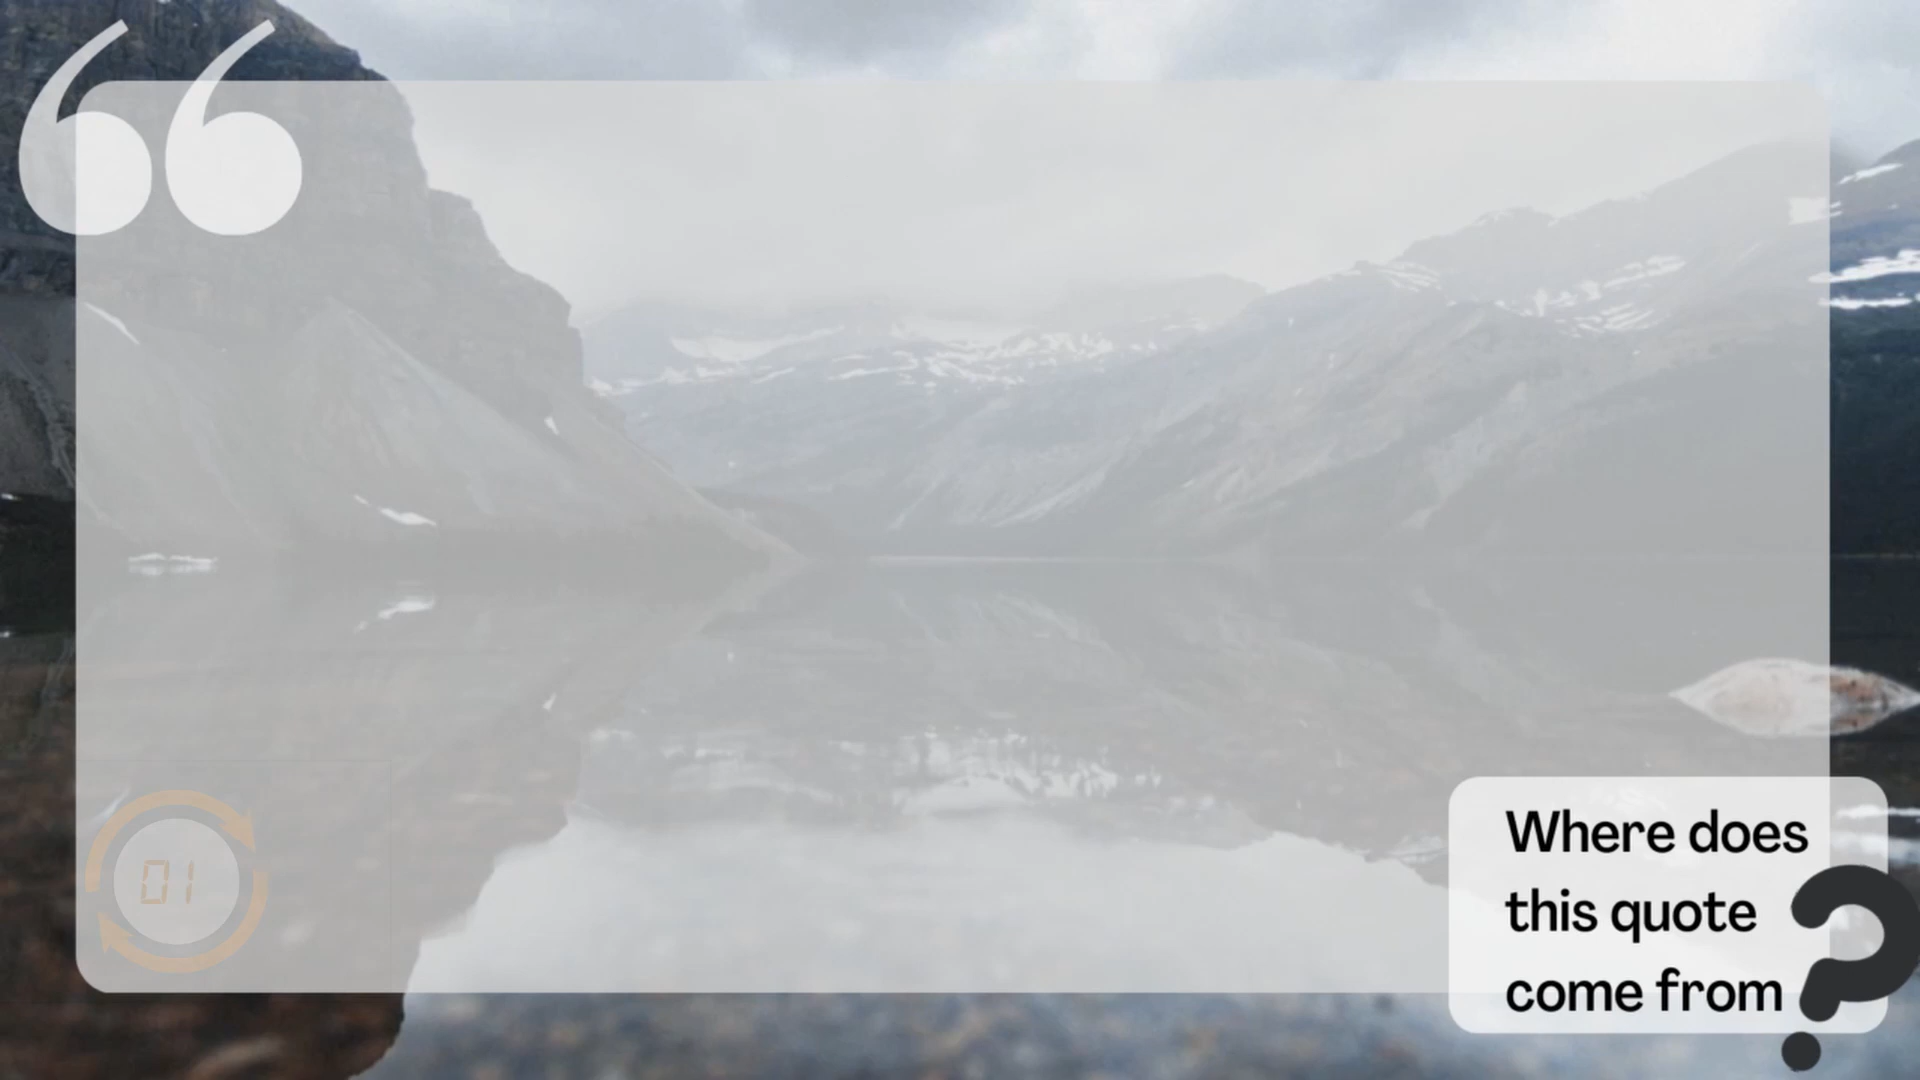 “
01
Where does
this quote
come from?